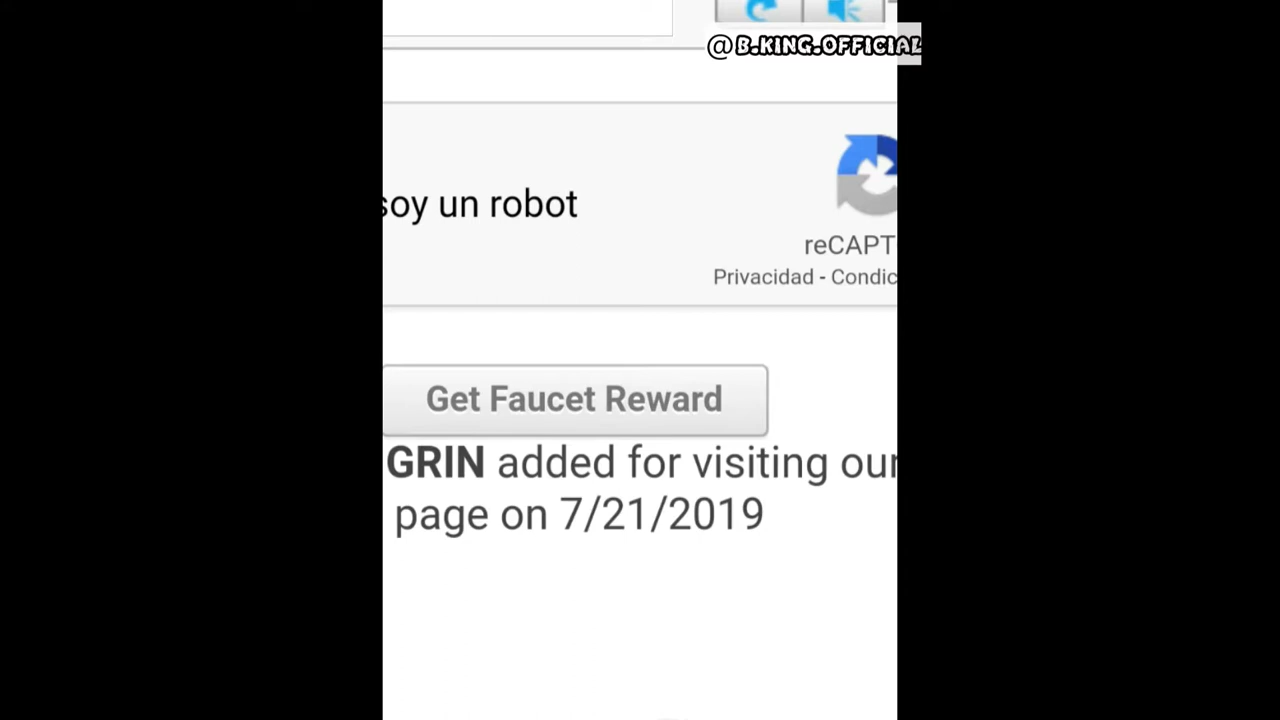 @B.KING.OFFICIAL
soy un robot
reCAPT
Privacidad - Condic
Get Faucet Reward
GRIN added for visiting our
page on 7/21/2019